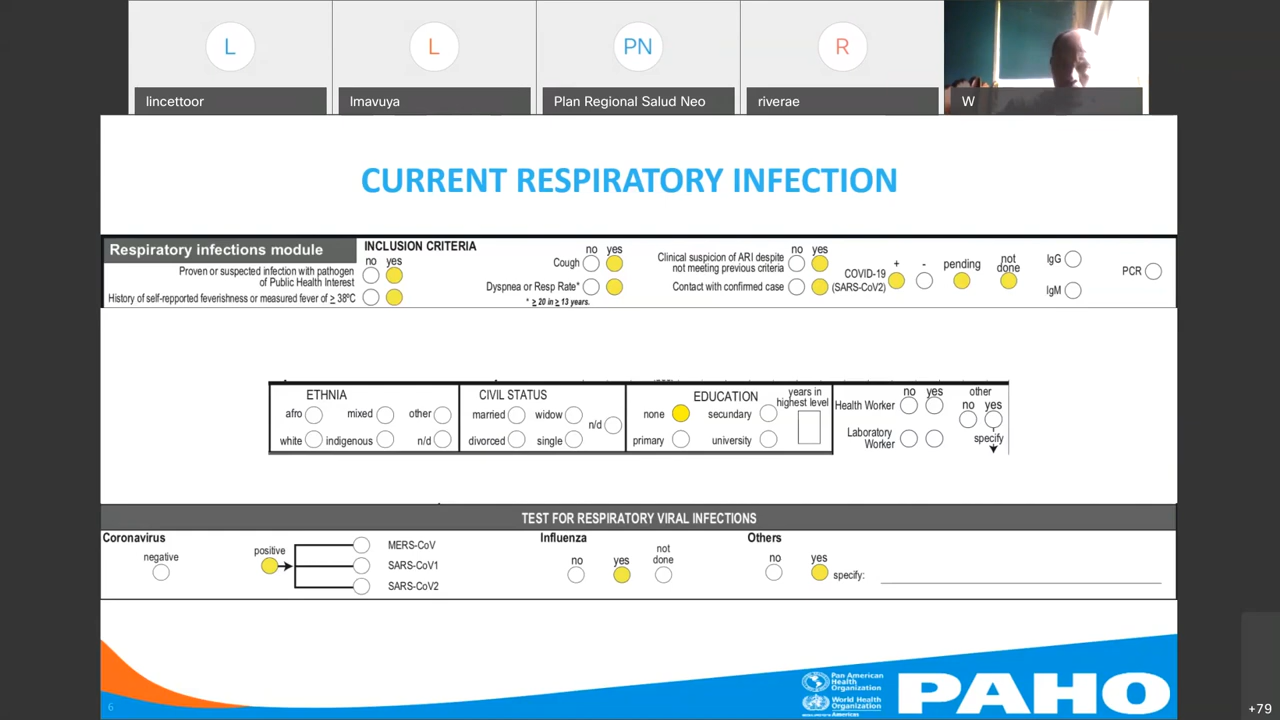 L
L
PN
R
lincettoor
lmavuya
Plan Regional Salud Neo
riverae
W
CURRENT RESPIRATORY INFECTION
Respiratory infections module
INCLUSION CRITERIA
no yes
Proven or suspected infection with pathogen
of Public Health Interest
History of self-repported feverishness or measured fever of ≥ 38ºC
no yes
Cough
Dyspnea or Resp Rate*
* ≥ 20 in ≥ 13 years.
no yes
Clinical suspicion of ARI despite
not meeting previous criteria
Contact with confirmed case
COVID-19
(SARS-CoV2)
+ - pending not
done
IgG
IgM
PCR
ETHNIA
afro mixed other
white indigenous n/d
CIVIL STATUS
married widow
divorced single
n/d
EDUCATION
none secundary
primary university
years in
highest level
no yes
Health Worker
Laboratory
Worker
other
no yes
specify
TEST FOR RESPIRATORY VIRAL INFECTIONS
Coronavirus
negative
positive
MERS-CoV
SARS-CoV1
SARS-CoV2
Influenza
no yes not
done
Others
no yes
specify:
6
Pan American
Health
Organization
World Health
Organization
Americas
PAHO
+79